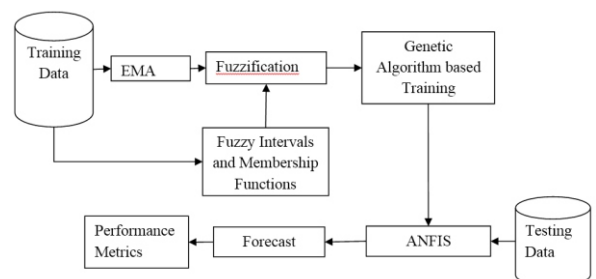 Training
Data
EMA
Fuzzification
Genetic
Algorithm based
Training
Fuzzy Intervals
and Membership
Functions
Performance
Metrics
Forecast
ANFIS
Testing
Data